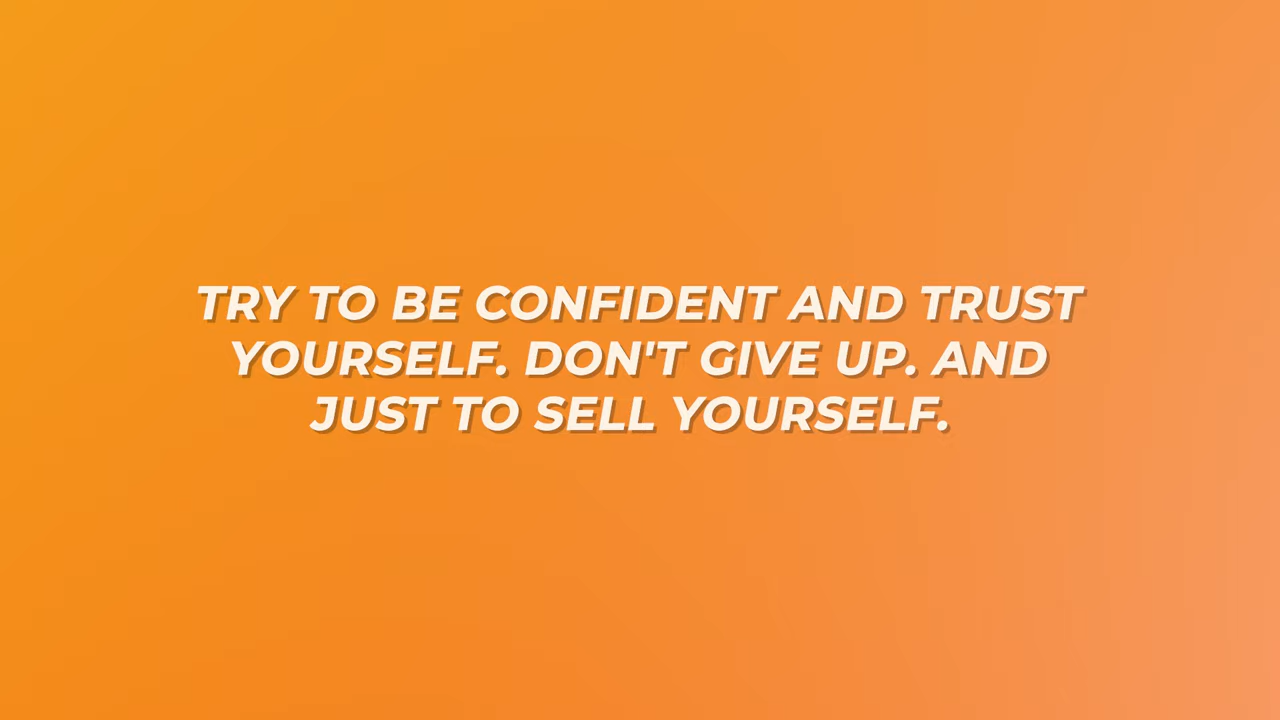 TRY TO BE CONFIDENT AND TRUST
YOURSELF. DON'T GIVE UP. AND
JUST TO SELL YOURSELF.